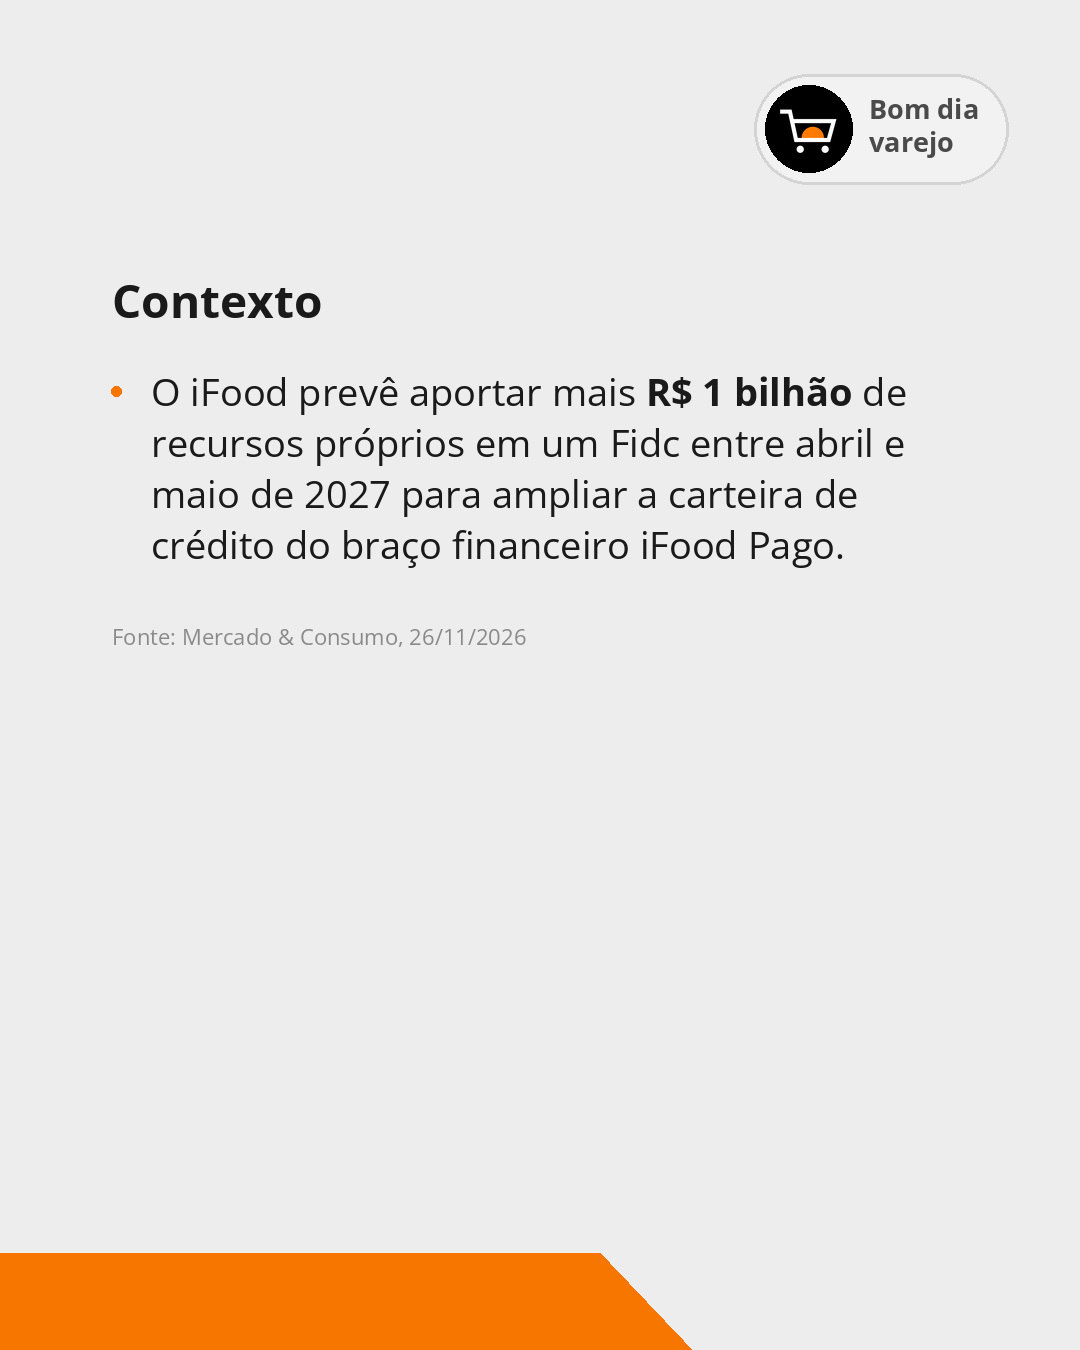 Bom dia
varejo
Contexto
O iFood prevê aportar mais R$ 1 bilhão de
recursos próprios em um Fidc entre abril e
maio de 2027 para ampliar a carteira de
crédito do braço financeiro iFood Pago.
Fonte: Mercado & Consumo, 26/11/2026